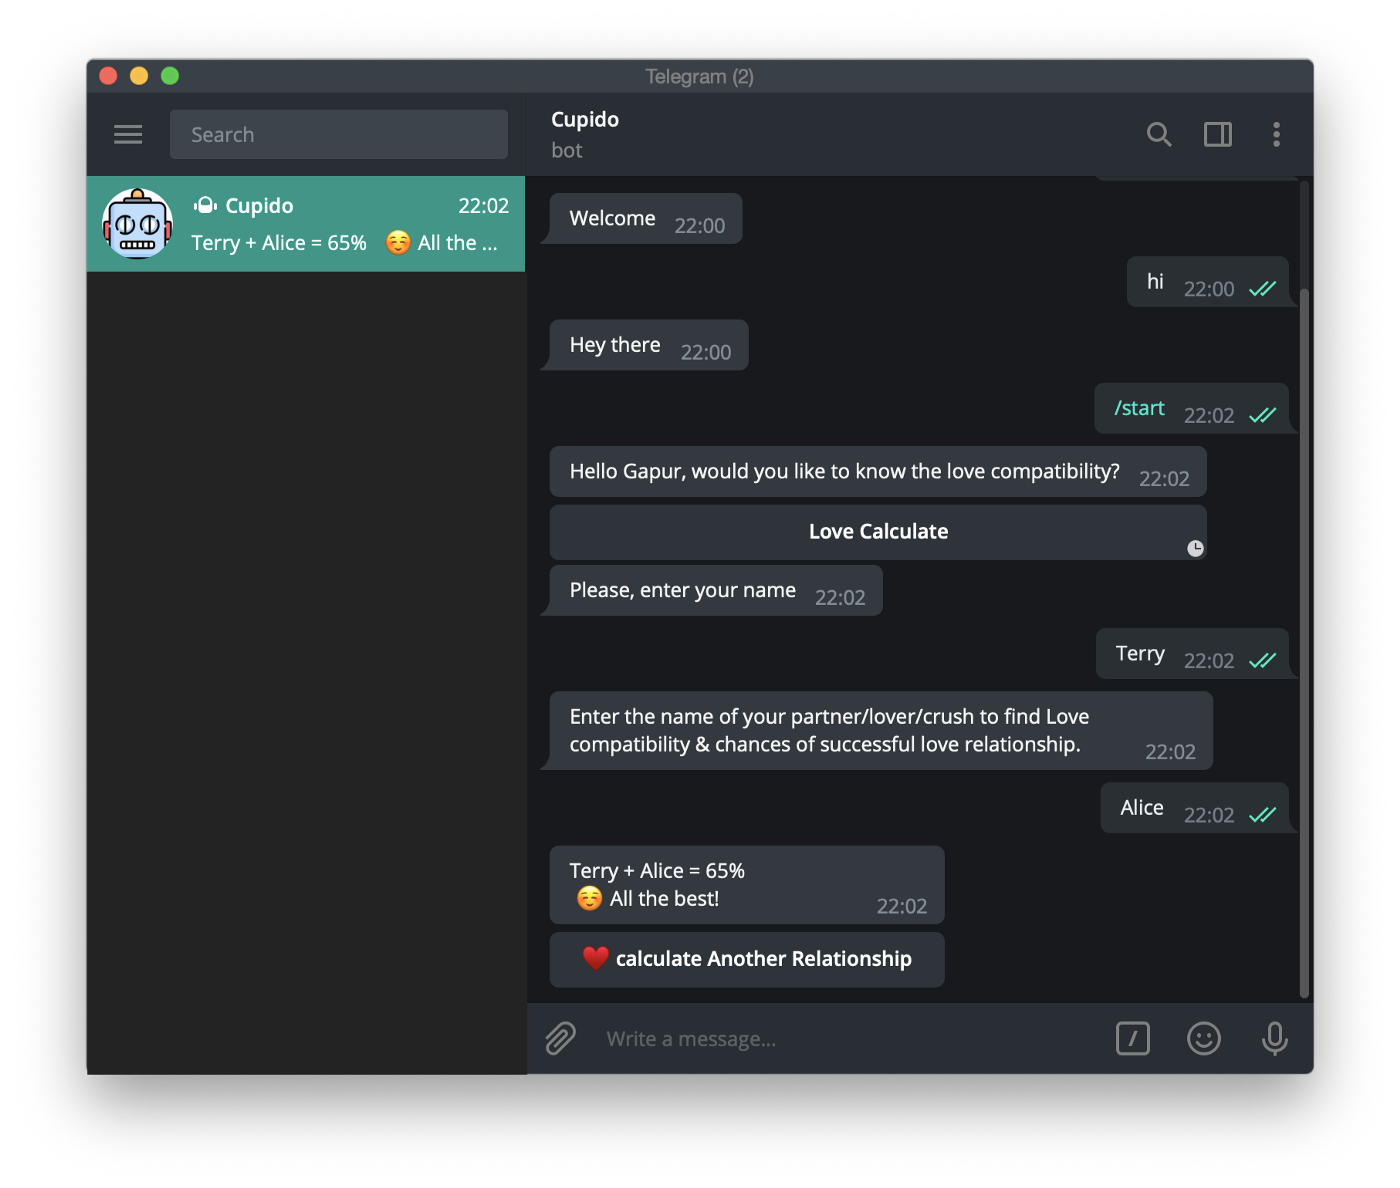 Telegram (2)
Search
Cupido
bot
Cupido 22:02
Terry + Alice = 65% ☺️ All the ...
Welcome 22:00
hi 22:00
Hey there 22:00
/start 22:02
Hello Gapur, would you like to know the love compatibility? 22:02
Love Calculate
Please, enter your name 22:02
Terry 22:02
Enter the name of your partner/lover/crush to find Love
compatibility & chances of successful love relationship. 22:02
Alice 22:02
Terry + Alice = 65%
☺️ All the best! 22:02
♥️ calculate Another Relationship
Write a message...